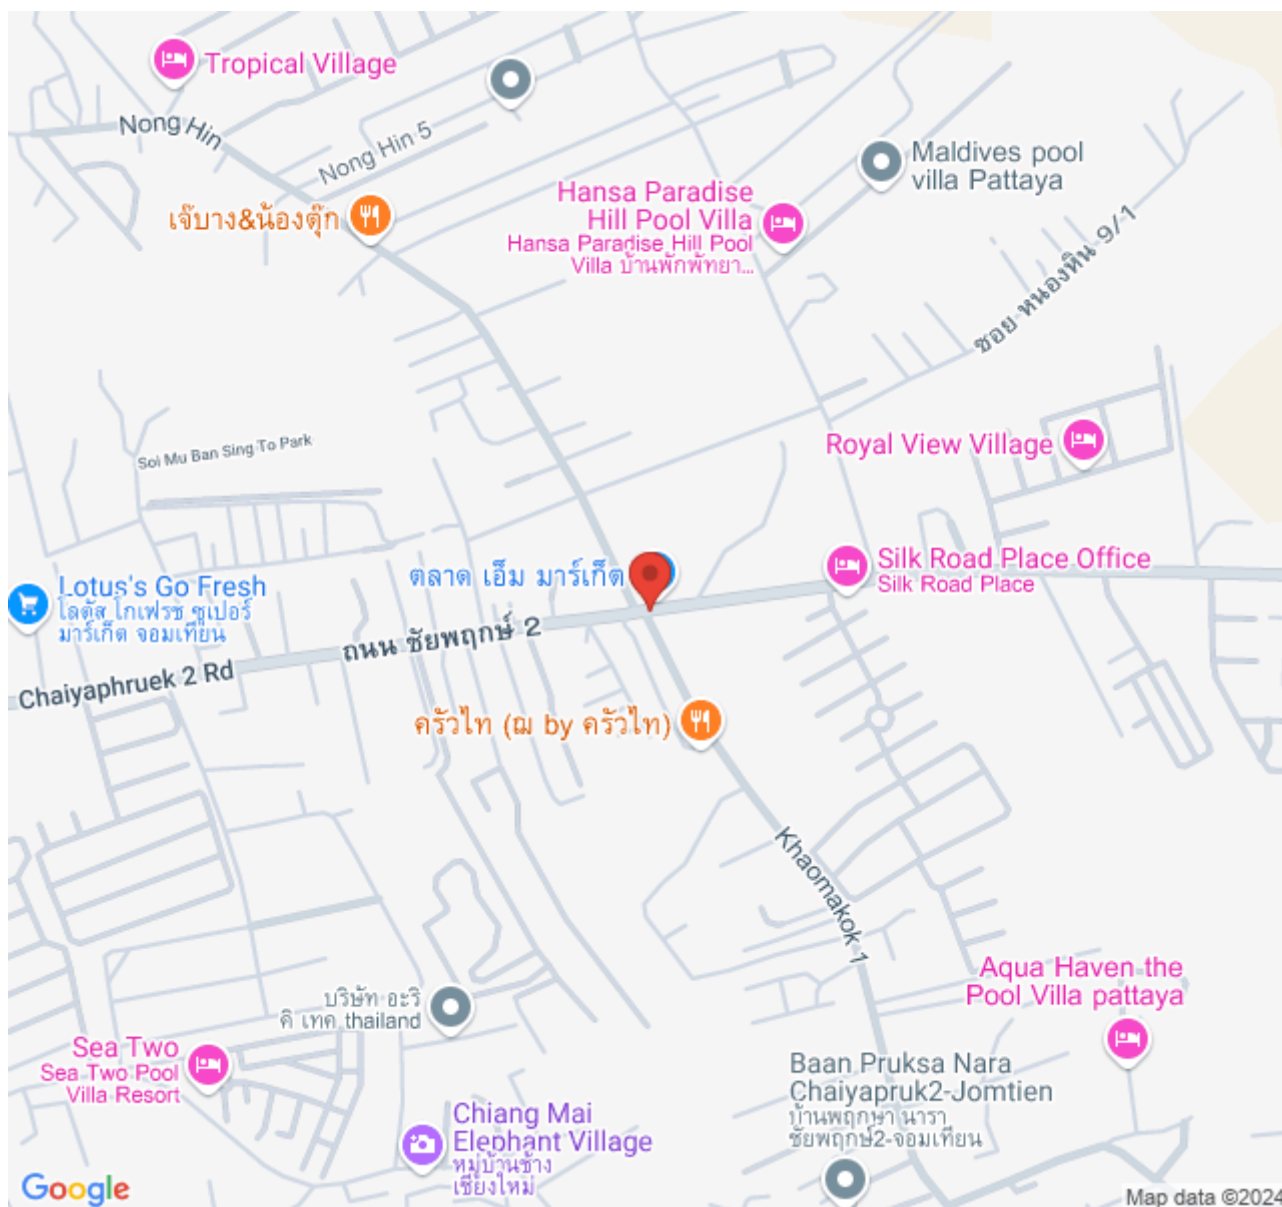 Tropical Village
Nong Hin
Nong Hin 5
Maldives pool
villa Pattaya
เจ๊บาง&น้องตุ๊ก
Hansa Paradise
Hill Pool Villa
Hansa Paradise Hill Pool
Villa บ้านพักพัทยา...
ซอย หนองหิน 9/1
Soi Mu Ban Sing To Park
Royal View Village
ตลาด เอ็ม มาร์เก็ต
Silk Road Place Office
Silk Road Place
Lotus's Go Fresh
โลตัส โกเฟรช ซูเปอร์
มาร์เก็ต จอมเทียน
ถนน ชัยพฤกษ์ 2
Chaiyaphruek 2 Rd
ครัวไท (ฌ by ครัวไท)
Khaomakok 1
Aqua Haven the
Pool Villa pattaya
บริษัท อะริ
คิ เทค thailand
Sea Two
Sea Two Pool
Villa Resort
Baan Pruksa Nara
Chaiyapruk2-Jomtien
บ้านพฤกษา นารา
ชัยพฤกษ์2-จอมเทียน
Chiang Mai
Elephant Village
หมู่บ้านช้าง
เชียงใหม่
Google
Map data ©2024